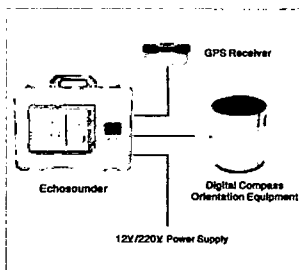 GPS Receiver
Echosounder
Digital Compass
Orientation Equipment
12V/220V Power Supply